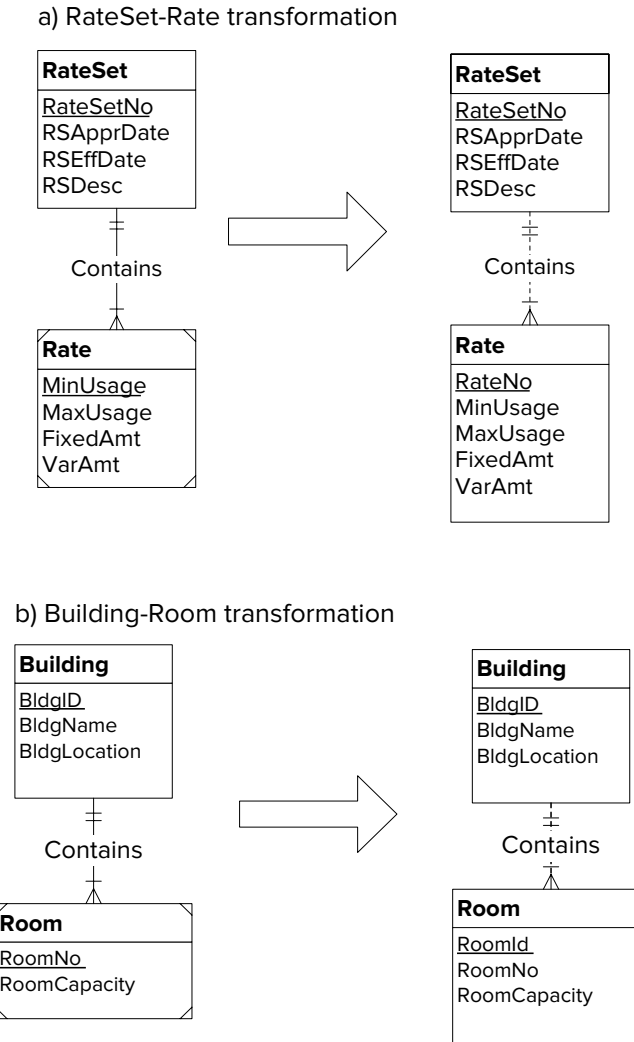 a) RateSet-Rate transformation
RateSet
RateSetNo
RSApprDate
RSEffDate
RSDesc
Contains
Rate
MinUsage
MaxUsage
FixedAmt
VarAmt
RateSet
RateSetNo
RSApprDate
RSEffDate
RSDesc
Contains
Rate
RateNo
MinUsage
MaxUsage
FixedAmt
VarAmt
b) Building-Room transformation
Building
BldgID
BldgName
BldgLocation
Contains
Room
RoomNo
RoomCapacity
Building
BldgID
BldgName
BldgLocation
Contains
Room
RoomId
RoomNo
RoomCapacity